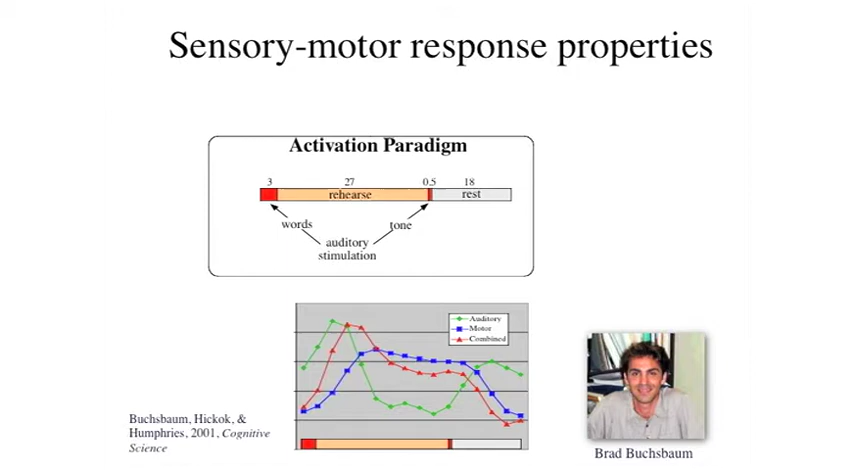 Sensory-motor response properties
Activation Paradigm
3 27 0.5 18
rehearse rest
words tone
auditory
stimulation
Auditory
Motor
Combined
Buchsbaum, Hickok, &
Humphries, 2001, Cognitive
Science
Brad Buchsbaum